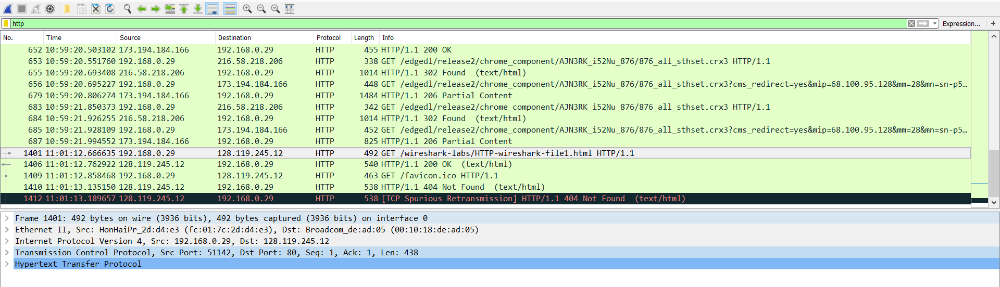 http Expression... +
No. Time Source Destination Protocol Length Info
652 10:59:20.503102 173.194.184.166 192.168.0.29 HTTP 455 HTTP/1.1 200 OK
653 10:59:20.551760 192.168.0.29 216.58.218.206 HTTP 338 GET /edgedl/release2/chrome_component/AJN3RK_i52Nu_876/876_all_sthset.crx3 HTTP/1.1
655 10:59:20.693408 216.58.218.206 192.168.0.29 HTTP 1014 HTTP/1.1 302 Found (text/html)
656 10:59:20.695227 192.168.0.29 173.194.184.166 HTTP 448 GET /edgedl/release2/chrome_component/AJN3RK_i52Nu_876/876_all_sthset.crx3?cms_redirect=yes&mip=68.100.95.128&mm=28&mn=sn-p5…
679 10:59:20.806274 173.194.184.166 192.168.0.29 HTTP 1484 HTTP/1.1 206 Partial Content
683 10:59:21.850373 192.168.0.29 216.58.218.206 HTTP 342 GET /edgedl/release2/chrome_component/AJN3RK_i52Nu_876/876_all_sthset.crx3 HTTP/1.1
684 10:59:21.926255 216.58.218.206 192.168.0.29 HTTP 1014 HTTP/1.1 302 Found (text/html)
685 10:59:21.928109 192.168.0.29 173.194.184.166 HTTP 452 GET /edgedl/release2/chrome_component/AJN3RK_i52Nu_876/876_all_sthset.crx3?cms_redirect=yes&mip=68.100.95.128&mm=28&mn=sn-p5…
687 10:59:21.994552 173.194.184.166 192.168.0.29 HTTP 825 HTTP/1.1 206 Partial Content
1401 11:01:12.666635 192.168.0.29 128.119.245.12 HTTP 492 GET /wireshark-labs/HTTP-wireshark-file1.html HTTP/1.1
1406 11:01:12.762922 128.119.245.12 192.168.0.29 HTTP 540 HTTP/1.1 200 OK (text/html)
1409 11:01:12.858468 192.168.0.29 128.119.245.12 HTTP 463 GET /favicon.ico HTTP/1.1
1410 11:01:13.135150 128.119.245.12 192.168.0.29 HTTP 538 HTTP/1.1 404 Not Found (text/html)
1412 11:01:13.189657 128.119.245.12 192.168.0.29 HTTP 538 [TCP Spurious Retransmission] HTTP/1.1 404 Not Found (text/html)
Frame 1401: 492 bytes on wire (3936 bits), 492 bytes captured (3936 bits) on interface 0
Ethernet II, Src: HonHaiPr_2d:d4:e3 (fc:01:7c:2d:d4:e3), Dst: Broadcom_de:ad:05 (00:10:18:de:ad:05)
Internet Protocol Version 4, Src: 192.168.0.29, Dst: 128.119.245.12
Transmission Control Protocol, Src Port: 51142, Dst Port: 80, Seq: 1, Ack: 1, Len: 438
Hypertext Transfer Protocol